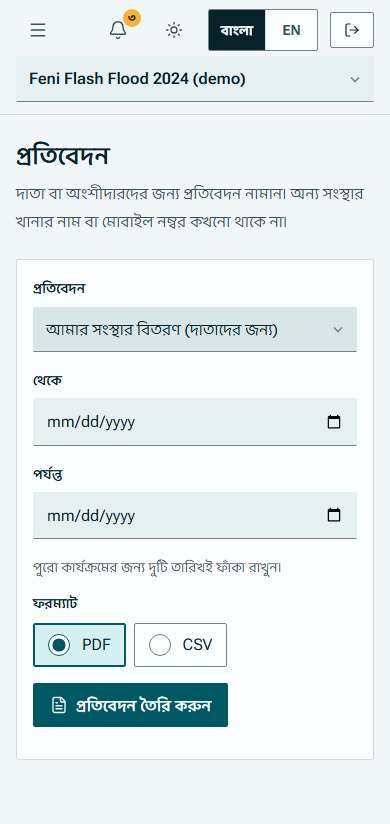 ৩
বাংলা
EN
Feni Flash Flood 2024 (demo)
প্রতিবেদন
দাতা বা অংশীদারদের জন্য প্রতিবেদন নামান। অন্য সংস্থার
খানার নাম বা মোবাইল নম্বর কখনো থাকে না।
প্রতিবেদন
আমার সংস্থার বিতরণ (দাতাদের জন্য)
থেকে
mm/dd/yyyy
পর্যন্ত
mm/dd/yyyy
পুরো কার্যক্রমের জন্য দুটি তারিখই ফাঁকা রাখুন।
ফরম্যাট
PDF
CSV
প্রতিবেদন তৈরি করুন